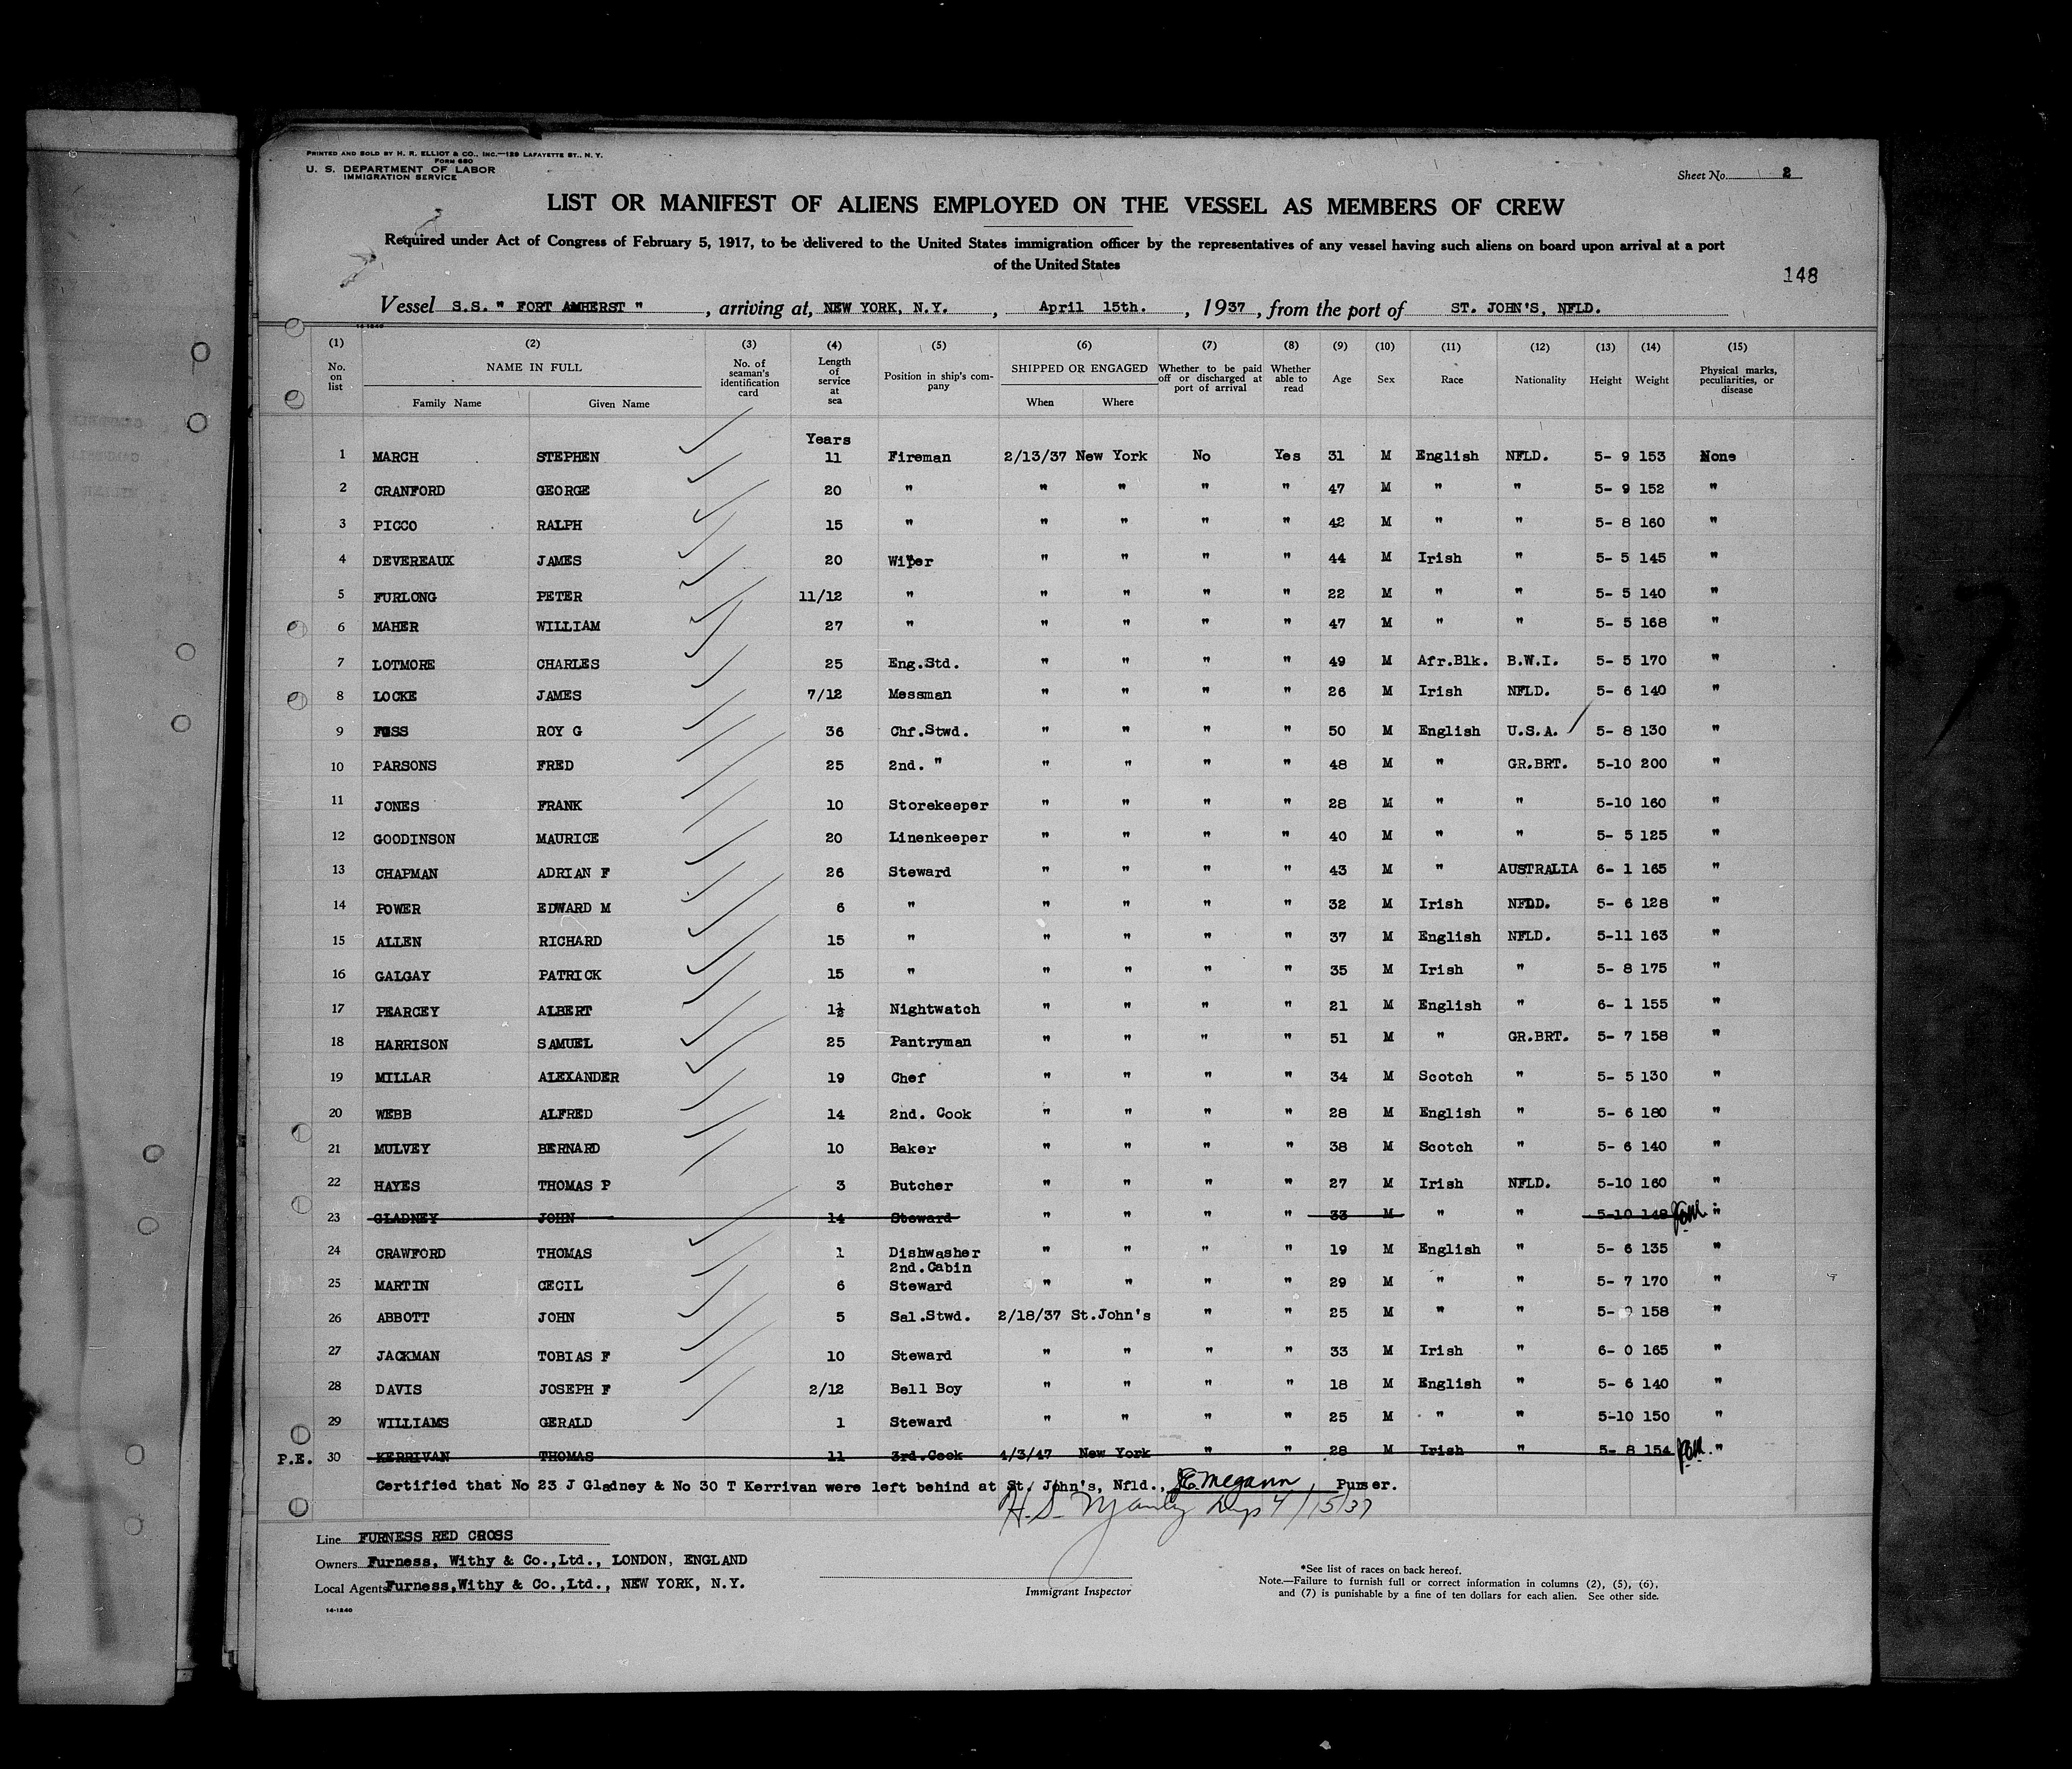 PRINTED AND SOLD BY H. R. ELLIOT & CO., INC.—129 LAFAYETTE ST., N. Y.
FORM 680
U. S. DEPARTMENT OF LABOR
IMMIGRATION SERVICE
Sheet No. 2
LIST OR MANIFEST OF ALIENS EMPLOYED ON THE VESSEL AS MEMBERS OF CREW
Required under Act of Congress of February 5, 1917, to be delivered to the United States immigration officer by the representatives of any vessel having such aliens on board upon arrival at a port
of the United States
148
Vessel S.S. " FORT AMHERST ", arriving at, NEW YORK, N.Y., April 15th., 1937, from the port of ST. JOHN'S, NFLD.
14-1240
(1) (2) (3) (4) (5) (6) (7) (8) (9) (10) (11) (12) (13) (14) (15)
No. on list NAME IN FULL Family Name Given Name No. of seaman's identification card Length of service at sea Position in ship's company SHIPPED OR ENGAGED When Where Whether to be paid off or discharged at port of arrival Whether able to read Age Sex Race Nationality Height Weight Physical marks, peculiarities, or disease
Years
1 MARCH STEPHEN 11 Fireman 2/13/37 New York No Yes 31 M English NFLD. 5- 9 153 None
2 CRANFORD GEORGE 20 " " " " " 47 M " " 5- 9 152 "
3 PICCO RALPH 15 " " " " " 42 M " " 5- 8 160 "
4 DEVEREAUX JAMES 20 Wiper " " " " 44 M Irish " 5- 5 145 "
5 FURLONG PETER 11/12 " " " " " 22 M " " 5- 5 140 "
6 MAHER WILLIAM 27 " " " " " 47 M " " 5- 5 168 "
7 LOTMORE CHARLES 25 Eng.Std. " " " " 49 M Afr.Blk. B.W.I. 5- 5 170 "
8 LOCKE JAMES 7/12 Messman " " " " 26 M Irish NFLD. 5- 6 140 "
9 ROY G 36 Chf.Stwd. " " " " 50 M English U.S.A. 5- 8 130 "
10 PARSONS FRED 25 2nd. " " " " " 48 M " GR.BRT. 5-10 200 "
11 JONES FRANK 10 Storekeeper " " " " 28 M " " 5-10 160 "
12 GOODINSON MAURICE 20 Linenkeeper " " " " 40 M " " 5- 5 125 "
13 CHAPMAN ADRIAN F 26 Steward " " " " 43 M " AUSTRALIA 6- 1 165 "
14 POWER EDWARD M 6 " " " " " 32 M Irish NFLD. 5- 6 128 "
15 ALLEN RICHARD 15 " " " " " 37 M English NFLD. 5-11 163 "
16 GALGAY PATRICK 15 " " " " " 35 M Irish " 5- 8 175 "
17 PEARCEY ALBERT 1½ Nightwatch " " " " 21 M English " 6- 1 155 "
18 HARRISON SAMUEL 25 Pantryman " " " " 51 M " GR.BRT. 5- 7 158 "
19 MILLAR ALEXANDER 19 Chef " " " " 34 M Scotch " 5- 5 130 "
20 WEBB ALFRED 14 2nd. Cook " " " " 28 M English " 5- 6 180 "
21 MULVEY BERNARD 10 Baker " " " " 38 M Scotch " 5- 6 140 "
22 HAYES THOMAS P 3 Butcher " " " " 27 M Irish NFLD. 5-10 160 "
23 GLADNEY JOHN 14 Steward " " " " 33 M " " 5-10 148 "
24 CRAWFORD THOMAS 1 Dishwasher " " " " 19 M English " 5- 6 135 "
25 MARTIN CECIL 6 2nd.Cabin Steward " " " " 29 M " " 5- 7 170 "
26 ABBOTT JOHN 5 Sal.Stwd. 2/18/37 St.John's " " 25 M " " 5- 158 "
27 JACKMAN TOBIAS F 10 Steward " " " " 33 M Irish " 6- 0 165 "
28 DAVIS JOSEPH F 2/12 Bell Boy " " " " 18 M English " 5- 6 140 "
29 WILLIAMS GERALD 1 Steward " " " " 25 M " " 5-10 150 "
P.E. 30 KERRIVAN THOMAS 11 3rd.Cook 4/3/47 New York " " 28 M Irish " 5- 8 154 "
Certified that No 23 J Gladney & No 30 T Kerrivan were left behind at St. John's, Nfld., Purser.
4/15/37
Line FURNESS RED CROSS
Owners Furness, Withy & Co.,Ltd., LONDON, ENGLAND
Local Agents Furness,Withy & Co.,Ltd., NEW YORK, N.Y.
14-1240
Immigrant Inspector
*See list of races on back hereof.
Note.—Failure to furnish full or correct information in columns (2), (5), (6),
and (7) is punishable by a fine of ten dollars for each alien. See other side.